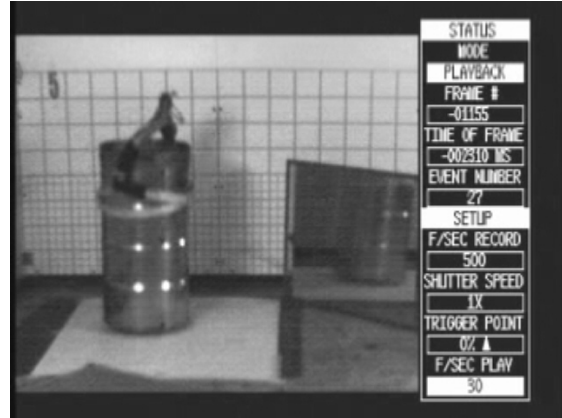 5
STATUS
MODE
PLAYBACK
FRAME #
-01155
TIME OF FRAME
-002310 MS
EVENT NUMBER
27
SETUP
F/SEC RECORD
500
SHUTTER SPEED
1X
TRIGGER POINT
0%
F/SEC PLAY
30